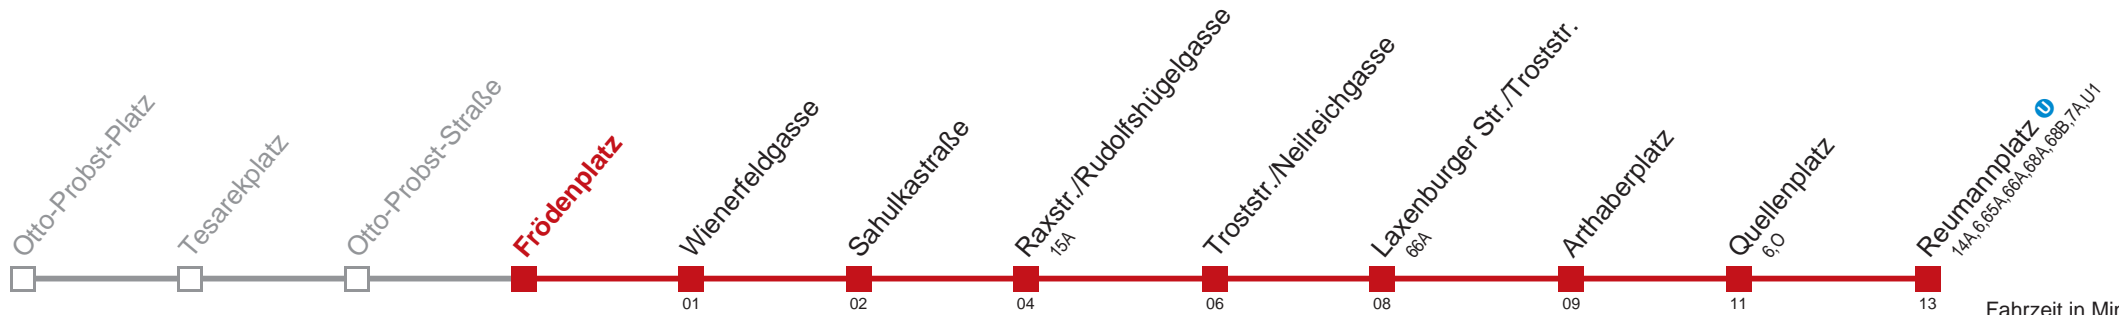 Otto-Probst-Platz
Tesarekplatz
Otto-Probst-Straße
Frödenplatz
Wienerfeldgasse
01
Sahulkastraße
02
Raxstr./Rudolfshügelgasse
15A
04
Troststr./Neilreichgasse
06
Laxenburger Str./Troststr.
66A
08
Arthaberplatz
09
Quellenplatz
6,O
11
Reumannplatz U
14A,6,65A,66A,68A,68B,7A,U1
13
Fahrzeit in Min